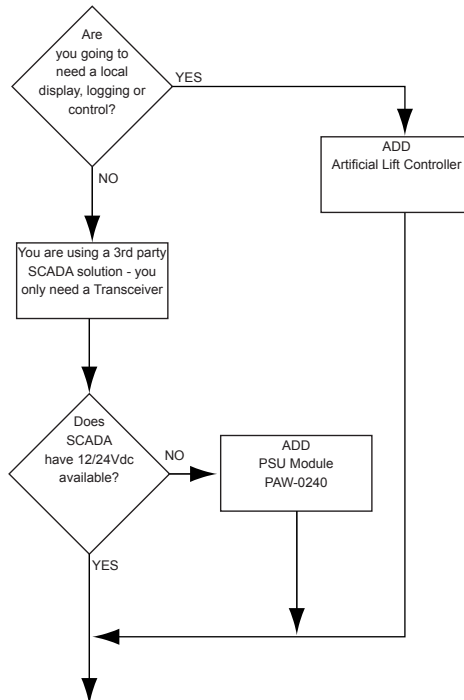 Are
you going to
need a local
display, logging or
control?
YES
ADD
Artificial Lift Controller
NO
You are using a 3rd party
SCADA solution - you
only need a Transceiver
Does
SCADA
have 12/24Vdc
available?
NO
ADD
PSU Module
PAW-0240
YES